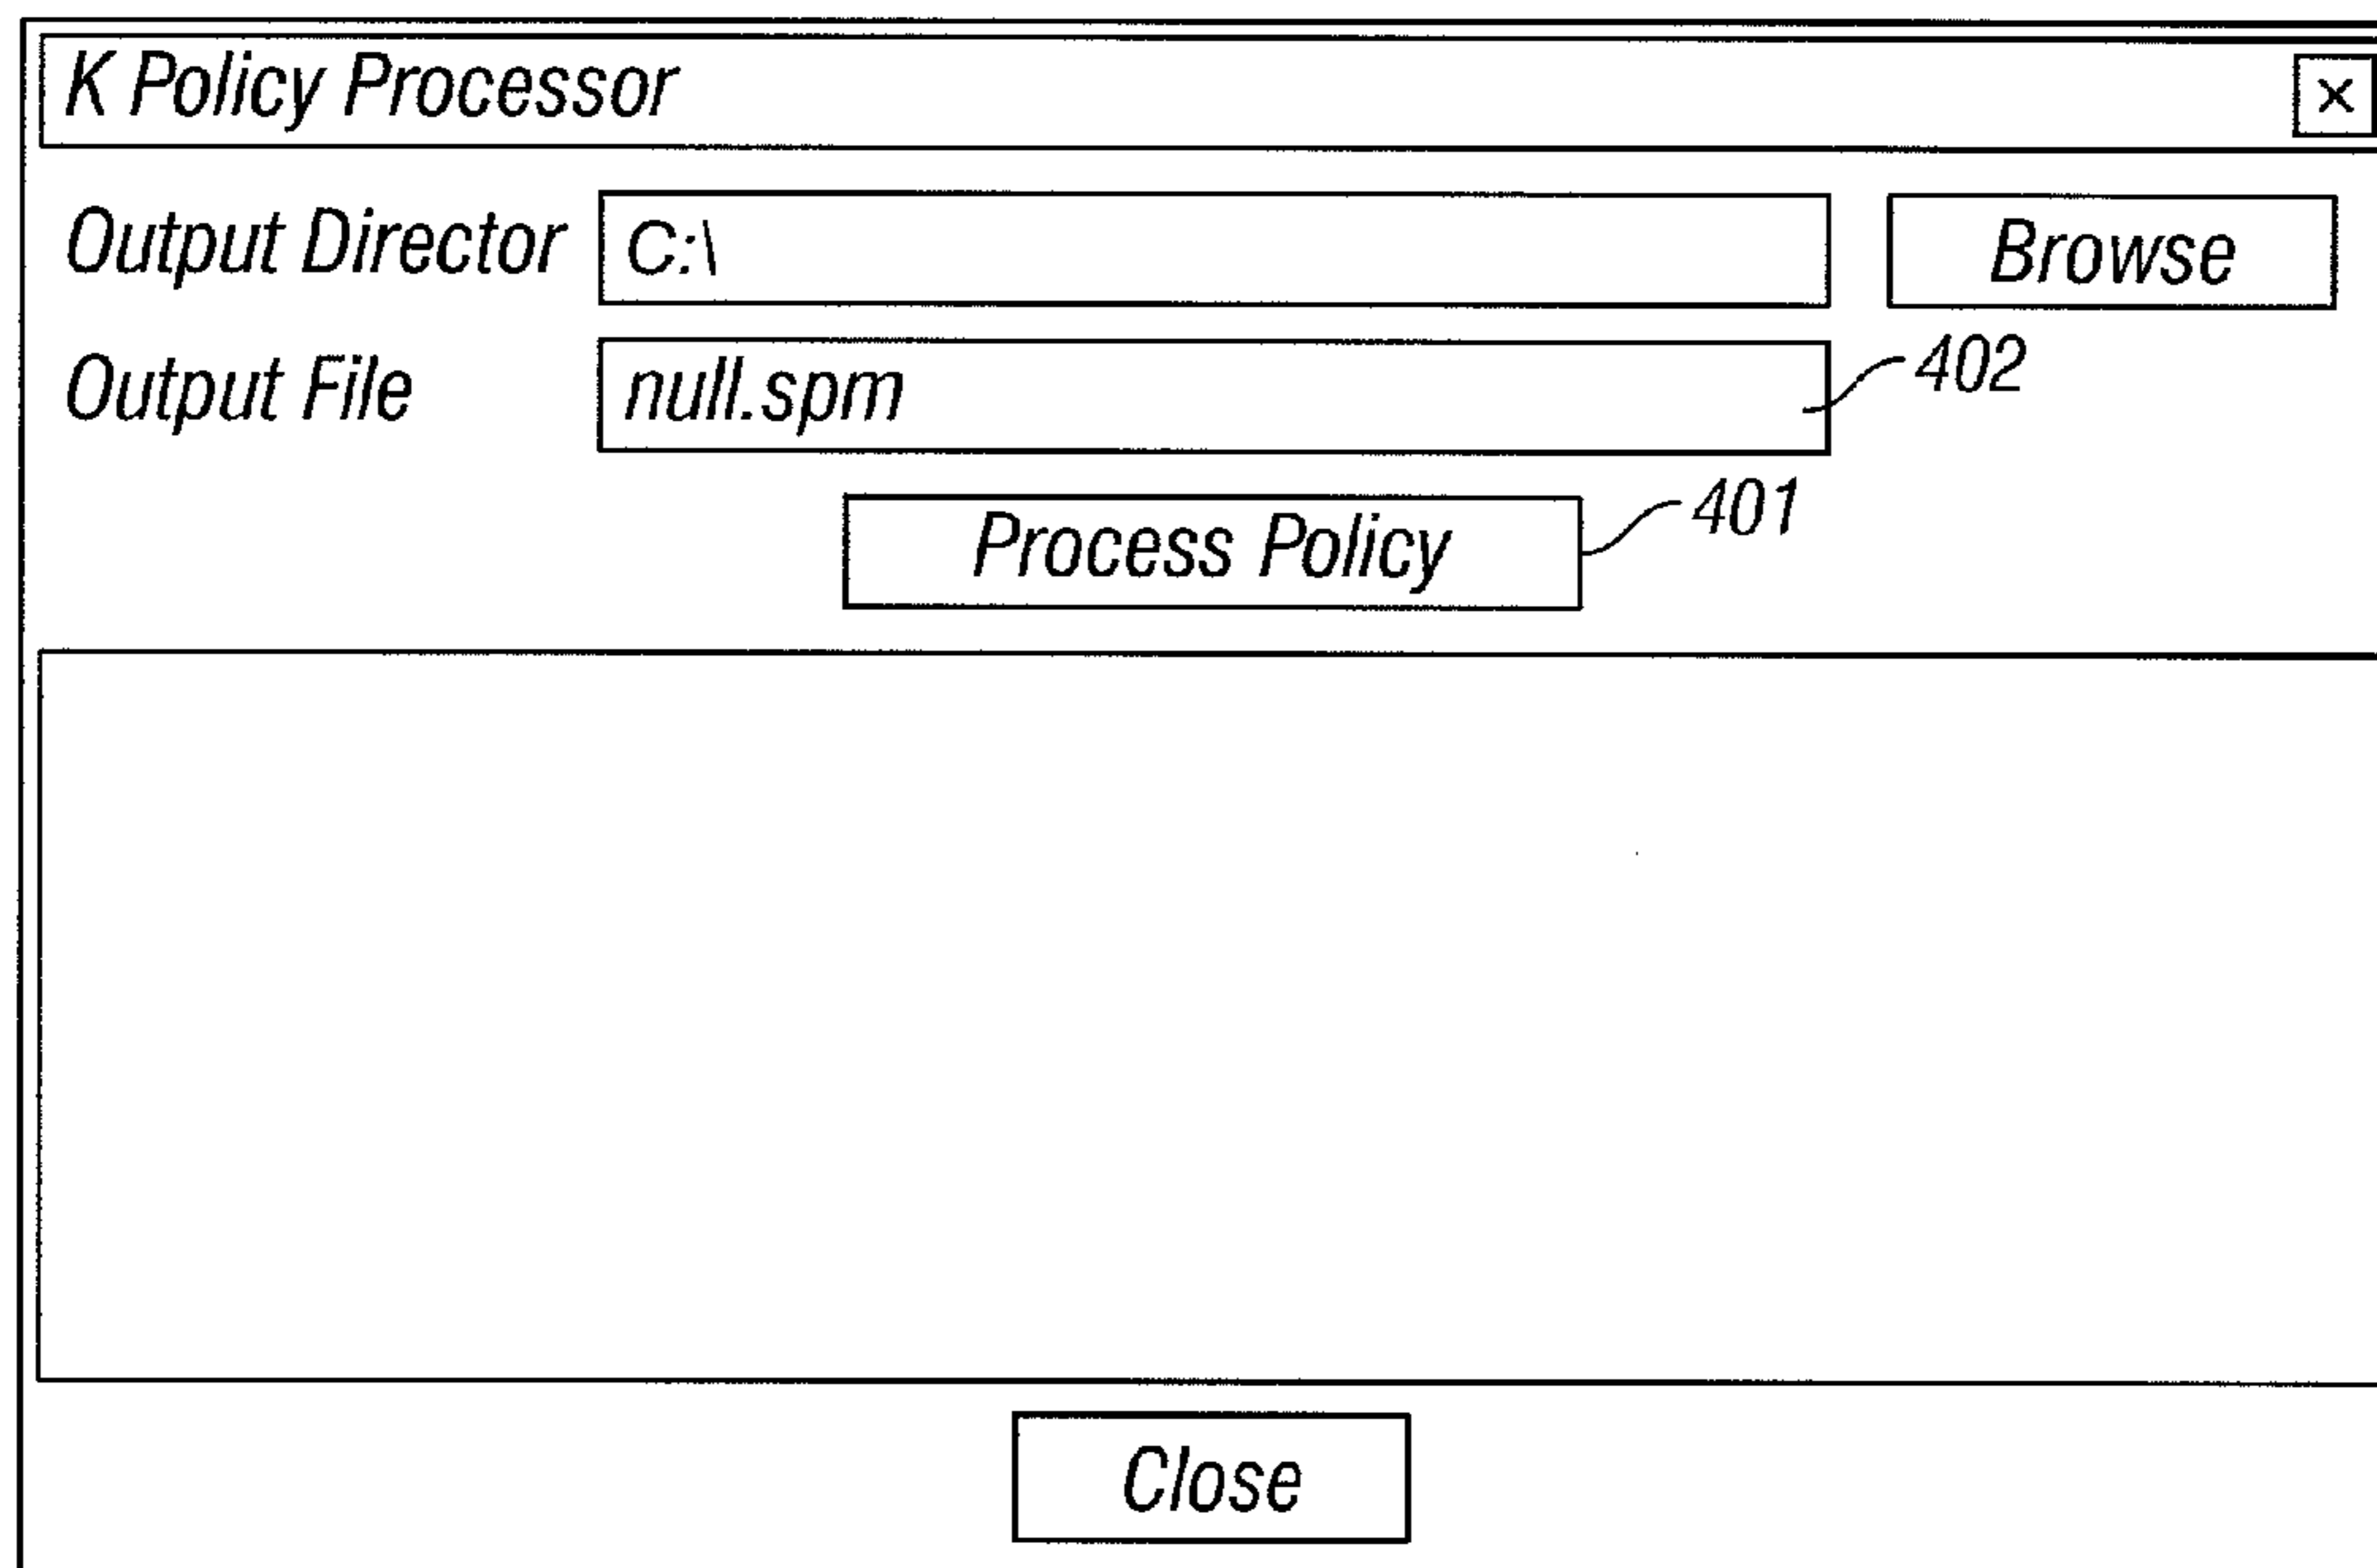 K Policy Processor ×
Output Director C:\ Browse
Output File null.spm 402
Process Policy 401
Close